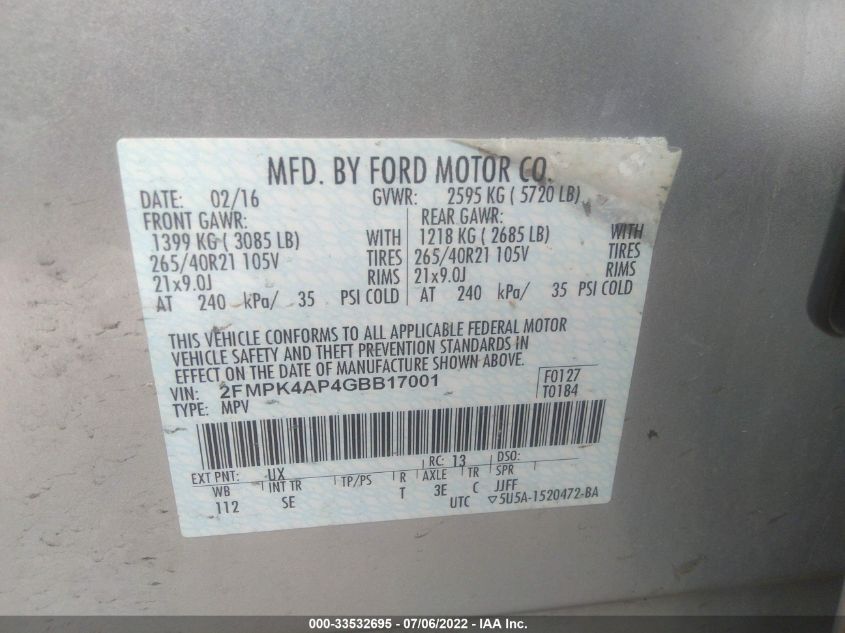 MFD. BY FORD MOTOR CO.
DATE: 02/16 GVWR: 2595 KG ( 5720 LB)
FRONT GAWR: REAR GAWR:
1399 KG ( 3085 LB) WITH 1218 KG ( 2685 LB) WITH
265/40R21 105V TIRES 265/40R21 105V TIRES
21x9.0J RIMS 21x9.0J RIMS
AT 240 kPa/ 35 PSI COLD AT 240 kPa/ 35 PSI COLD
THIS VEHICLE CONFORMS TO ALL APPLICABLE FEDERAL MOTOR
VEHICLE SAFETY AND THEFT PREVENTION STANDARDS IN
EFFECT ON THE DATE OF MANUFACTURE SHOWN ABOVE.
VIN: 2FMPK4AP4GBB17001 F0127
TYPE: MPV T0184
EXT PNT: UX RC: 13 DSO:
WB INT TR TP/PS R AXLE TR SPR
112 SE T 3E C JJFF
UTC ▽5U5A-1520472-BA
000-33532695 - 07/06/2022 - IAA Inc.